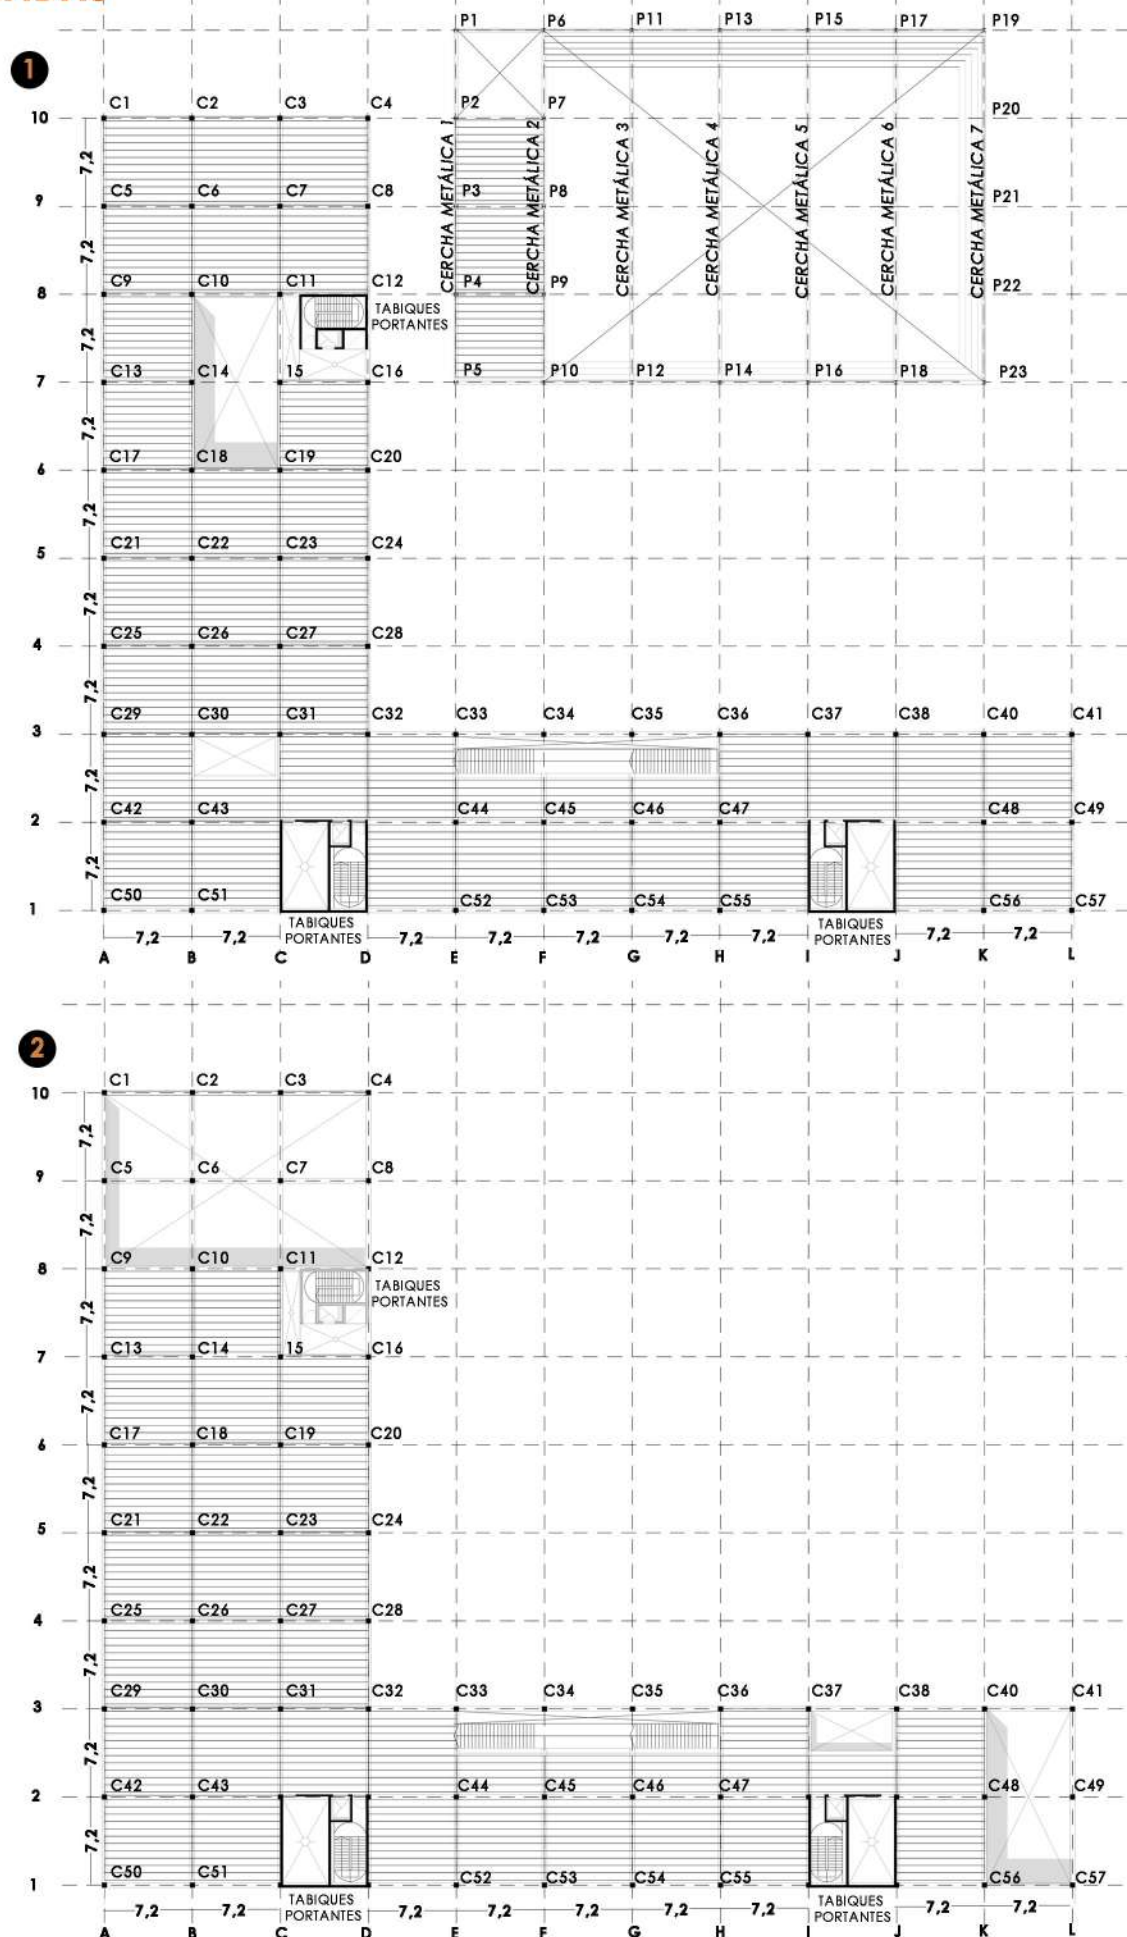 P1 P6 P11 P13 P15 P17 P19
1
C1 C2 C3 C4 P2 P7 P20
10
7,2
CERCHA METÁLICA 1
CERCHA METÁLICA 2
CERCHA METÁLICA 3
CERCHA METÁLICA 4
CERCHA METÁLICA 5
CERCHA METÁLICA 6
CERCHA METÁLICA 7
C5 C6 C7 C8 P3 P8 P21
9
7,2
C9 C10 C11 C12 P4 P9 P22
8
TABIQUES
PORTANTES
7,2
C13 C14 15 C16 P5 P10 P12 P14 P16 P18 P23
7
7,2
C17 C18 C19 C20
6
7,2
C21 C22 C23 C24
5
7,2
C25 C26 C27 C28
4
7,2
C29 C30 C31 C32 C33 C34 C35 C36 C37 C38 C40 C41
3
7,2
C42 C43 C44 C45 C46 C47 C48 C49
2
7,2
C50 C51 C52 C53 C54 C55 C56 C57
1
TABIQUES
PORTANTES
TABIQUES
PORTANTES
7,2 7,2 7,2 7,2 7,2 7,2 7,2 7,2 7,2
A B C D E F G H I J K L
2
C1 C2 C3 C4
10
7,2
C5 C6 C7 C8
9
7,2
C9 C10 C11 C12
8
TABIQUES
PORTANTES
7,2
C13 C14 15 C16
7
7,2
C17 C18 C19 C20
6
7,2
C21 C22 C23 C24
5
7,2
C25 C26 C27 C28
4
7,2
C29 C30 C31 C32 C33 C34 C35 C36 C37 C38 C40 C41
3
7,2
C42 C43 C44 C45 C46 C47 C48 C49
2
7,2
C50 C51 C52 C53 C54 C55 C56 C57
1
TABIQUES
PORTANTES
TABIQUES
PORTANTES
7,2 7,2 7,2 7,2 7,2 7,2 7,2 7,2 7,2
A B C D E F G H I J K L